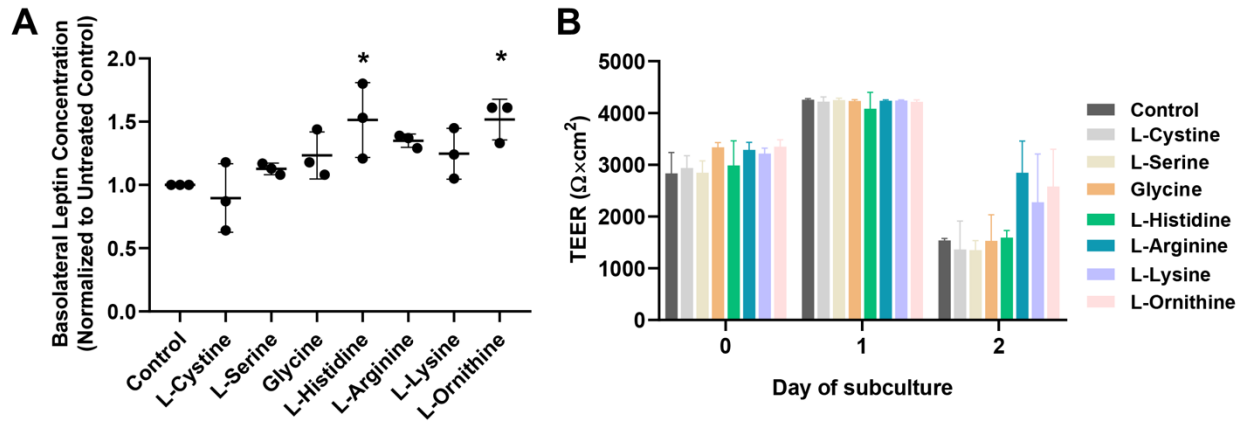 A
Basolateral Leptin Concentration
(Normalized to Untreated Control)
2.0
1.5
1.0
0.5
0.0
*
*
Control
L-Cystine
L-Serine
Glycine
L-Histidine
L-Arginine
L-Lysine
L-Ornithine
B
TEER (Ω×cm²)
5000
4000
3000
2000
1000
0
0
1
2
Day of subculture
Control
L-Cystine
L-Serine
Glycine
L-Histidine
L-Arginine
L-Lysine
L-Ornithine